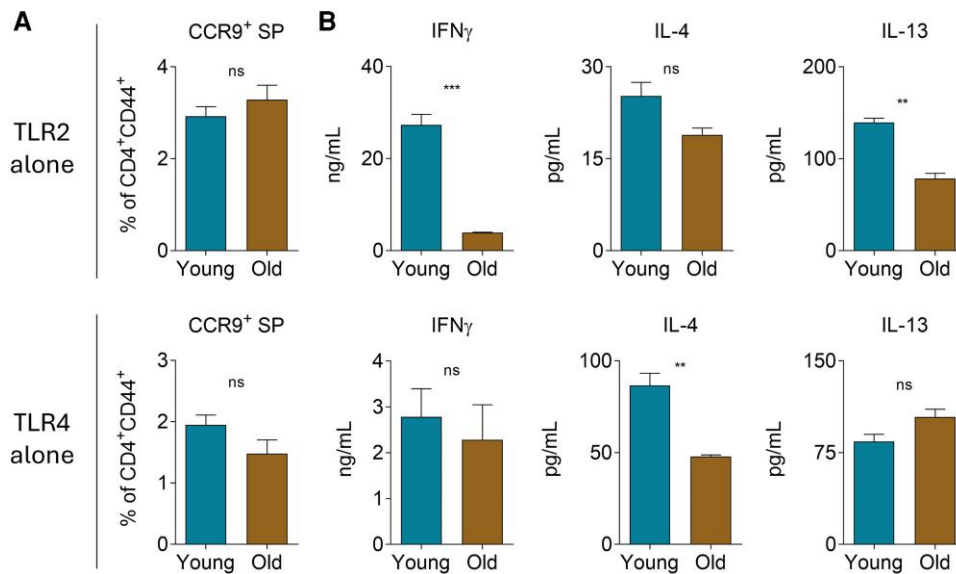 A
B
TLR2
alone
CCR9⁺ SP
% of CD4⁺CD44⁺
4
2
0
ns
Young Old
IFNγ
ng/mL
40
20
0
***
Young Old
IL-4
pg/mL
30
15
0
ns
Young Old
IL-13
pg/mL
200
100
0
**
Young Old
TLR4
alone
CCR9⁺ SP
% of CD4⁺CD44⁺
3
2
1
0
ns
Young Old
IFNγ
ng/mL
4
3
2
1
0
ns
Young Old
IL-4
pg/mL
100
50
0
**
Young Old
IL-13
pg/mL
150
75
0
ns
Young Old